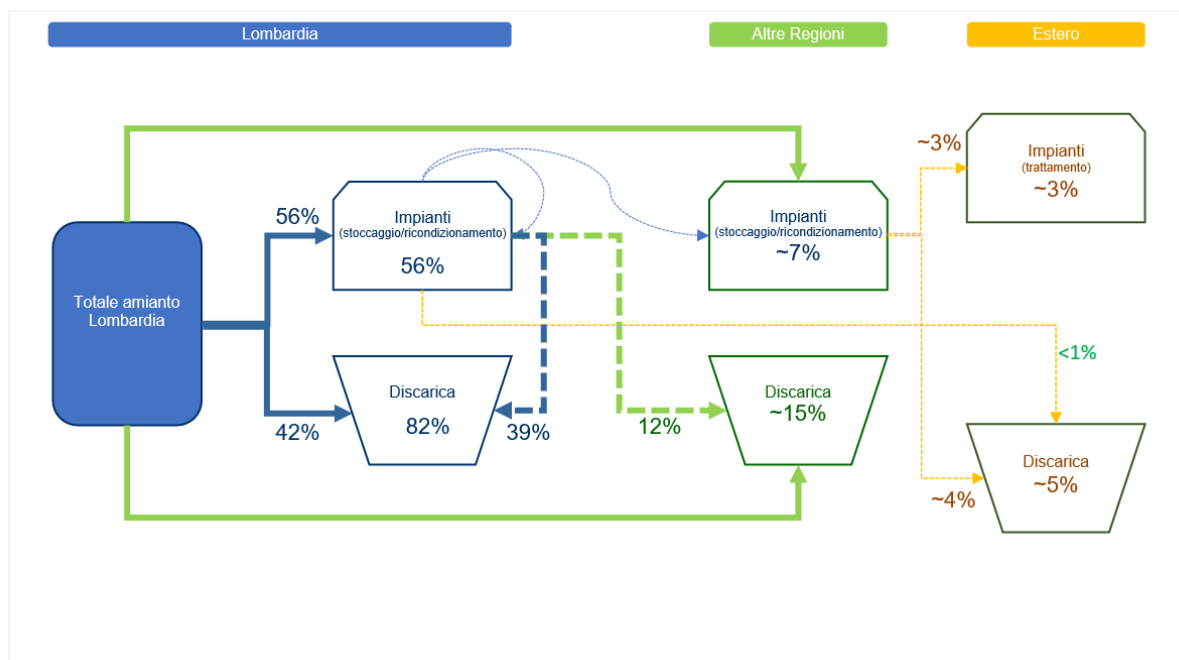 Lombardia
Altre Regioni
Estero
~3%
Impianti
(trattamento)
~3%
56%
Impianti
(stoccaggio/ricondizionamento)
56%
Impianti
(stoccaggio/ricondizionamento)
~7%
Totale amianto
Lombardia
<1%
Discarica
82%
42%
39%
12%
Discarica
~15%
Discarica
~5%
~4%